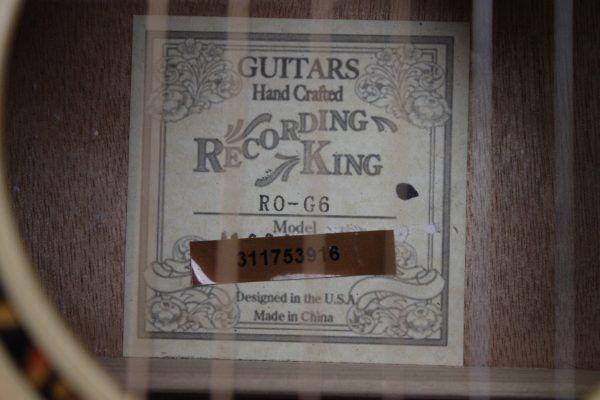 GUITARS
Hand Crafted
RECORDING
KING
RO-G6
Model
311753916
Designed in the U.S.A
Made in China